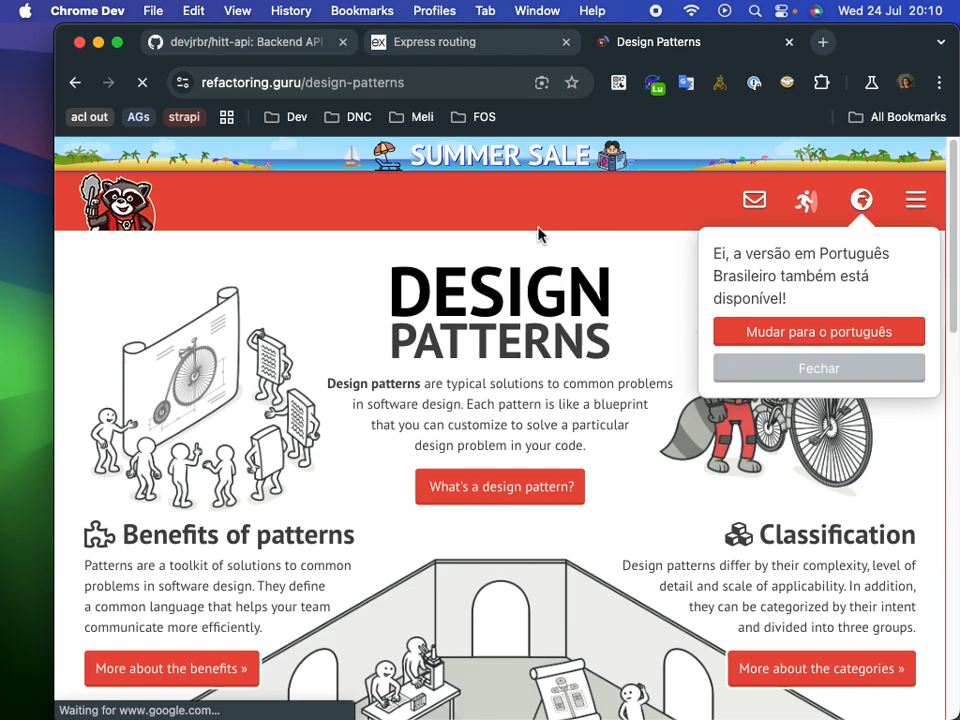 Chrome Dev File Edit View History Bookmarks Profiles Tab Window Help Wed 24 Jul 20:10
devjrbr/hitt-api: Backend API Express routing Design Patterns
refactoring.guru/design-patterns
Lu
acl out AGs strapi Dev DNC Meli FOS All Bookmarks
SUMMER SALE
Ei, a versão em Português
Brasileiro também está
disponível!
Mudar para o português
Fechar
DESIGN
PATTERNS
Design patterns are typical solutions to common problems
in software design. Each pattern is like a blueprint
that you can customize to solve a particular
design problem in your code.
What's a design pattern?
Benefits of patterns
Patterns are a toolkit of solutions to common
problems in software design. They define
a common language that helps your team
communicate more efficiently.
More about the benefits »
Classification
Design patterns differ by their complexity, level of
detail and scale of applicability. In addition,
they can be categorized by their intent
and divided into three groups.
More about the categories »
Waiting for www.google.com...